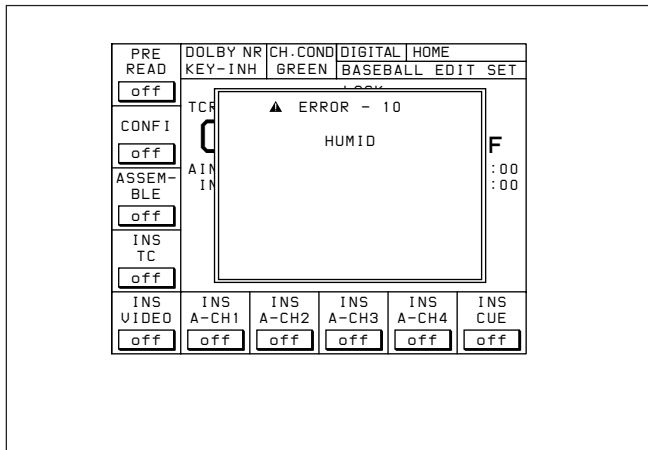 PRE READ
off
DOLBY NR CH.COND DIGITAL HOME
KEY-INH GREEN BASEBALL EDIT SET
CONFI
off
ASSEM-
BLE
off
INS
TC
off
TCR
⚠ ERROR – 10
HUMID
F
:00
:00
INS
VIDEO
off
INS
A-CH1
off
INS
A-CH2
off
INS
A-CH3
off
INS
A-CH4
off
INS
CUE
off